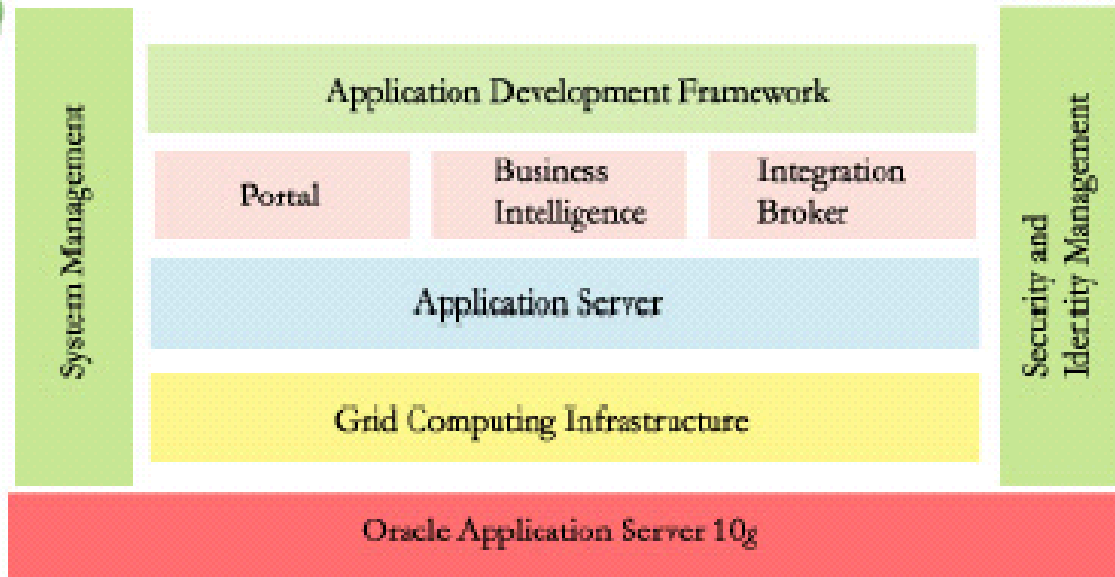 Application Development Framework
System Management
Portal
Business
Intelligence
Integration
Broker
Security and
Identity Management
Application Server
Grid Computing Infrastructure
Oracle Application Server 10g